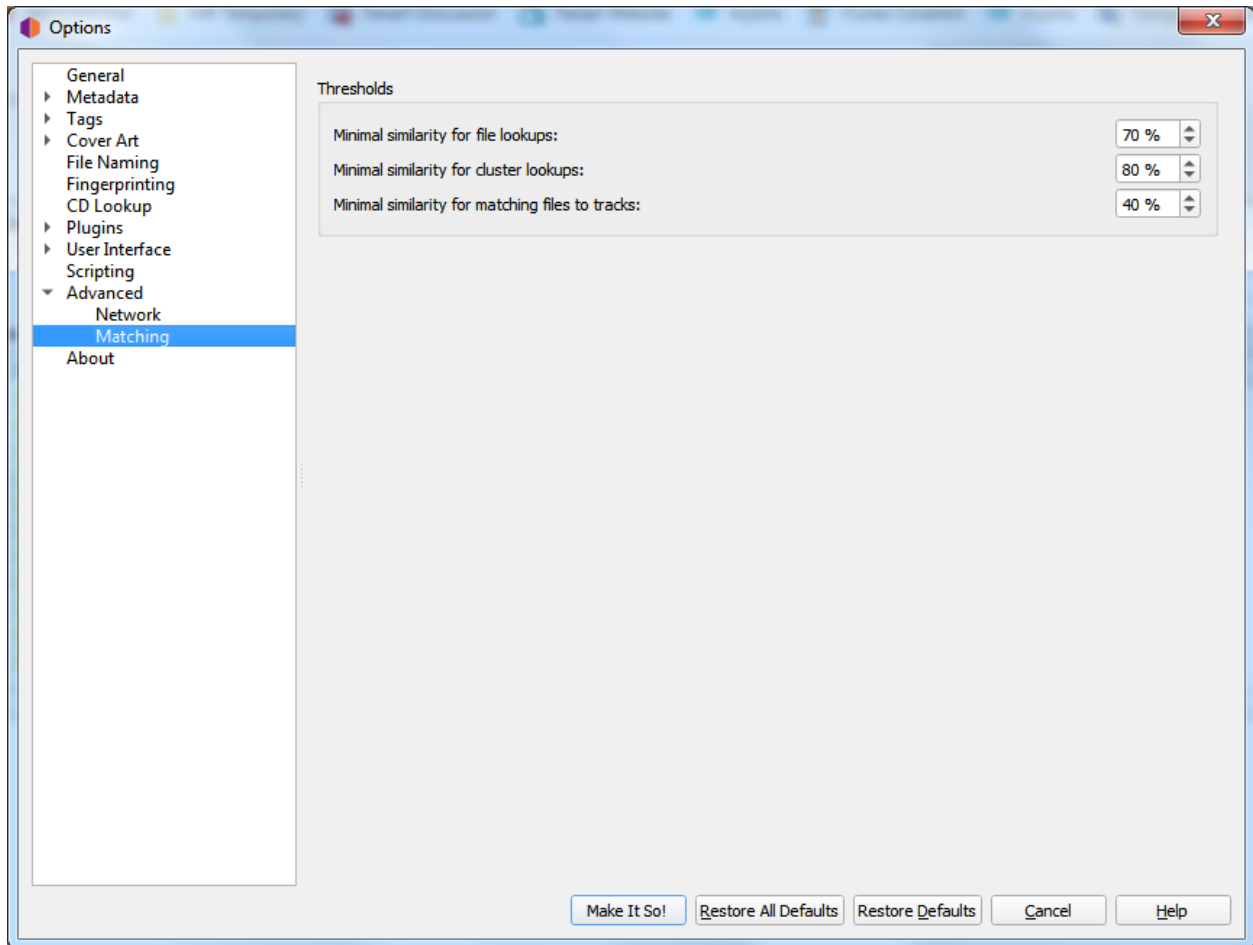 Options
General
Metadata
Tags
Cover Art
File Naming
Fingerprinting
CD Lookup
Plugins
User Interface
Scripting
Advanced
Network
Matching
About
Thresholds
Minimal similarity for file lookups: 70 %
Minimal similarity for cluster lookups: 80 %
Minimal similarity for matching files to tracks: 40 %
Make It So! Restore All Defaults Restore Defaults Cancel Help